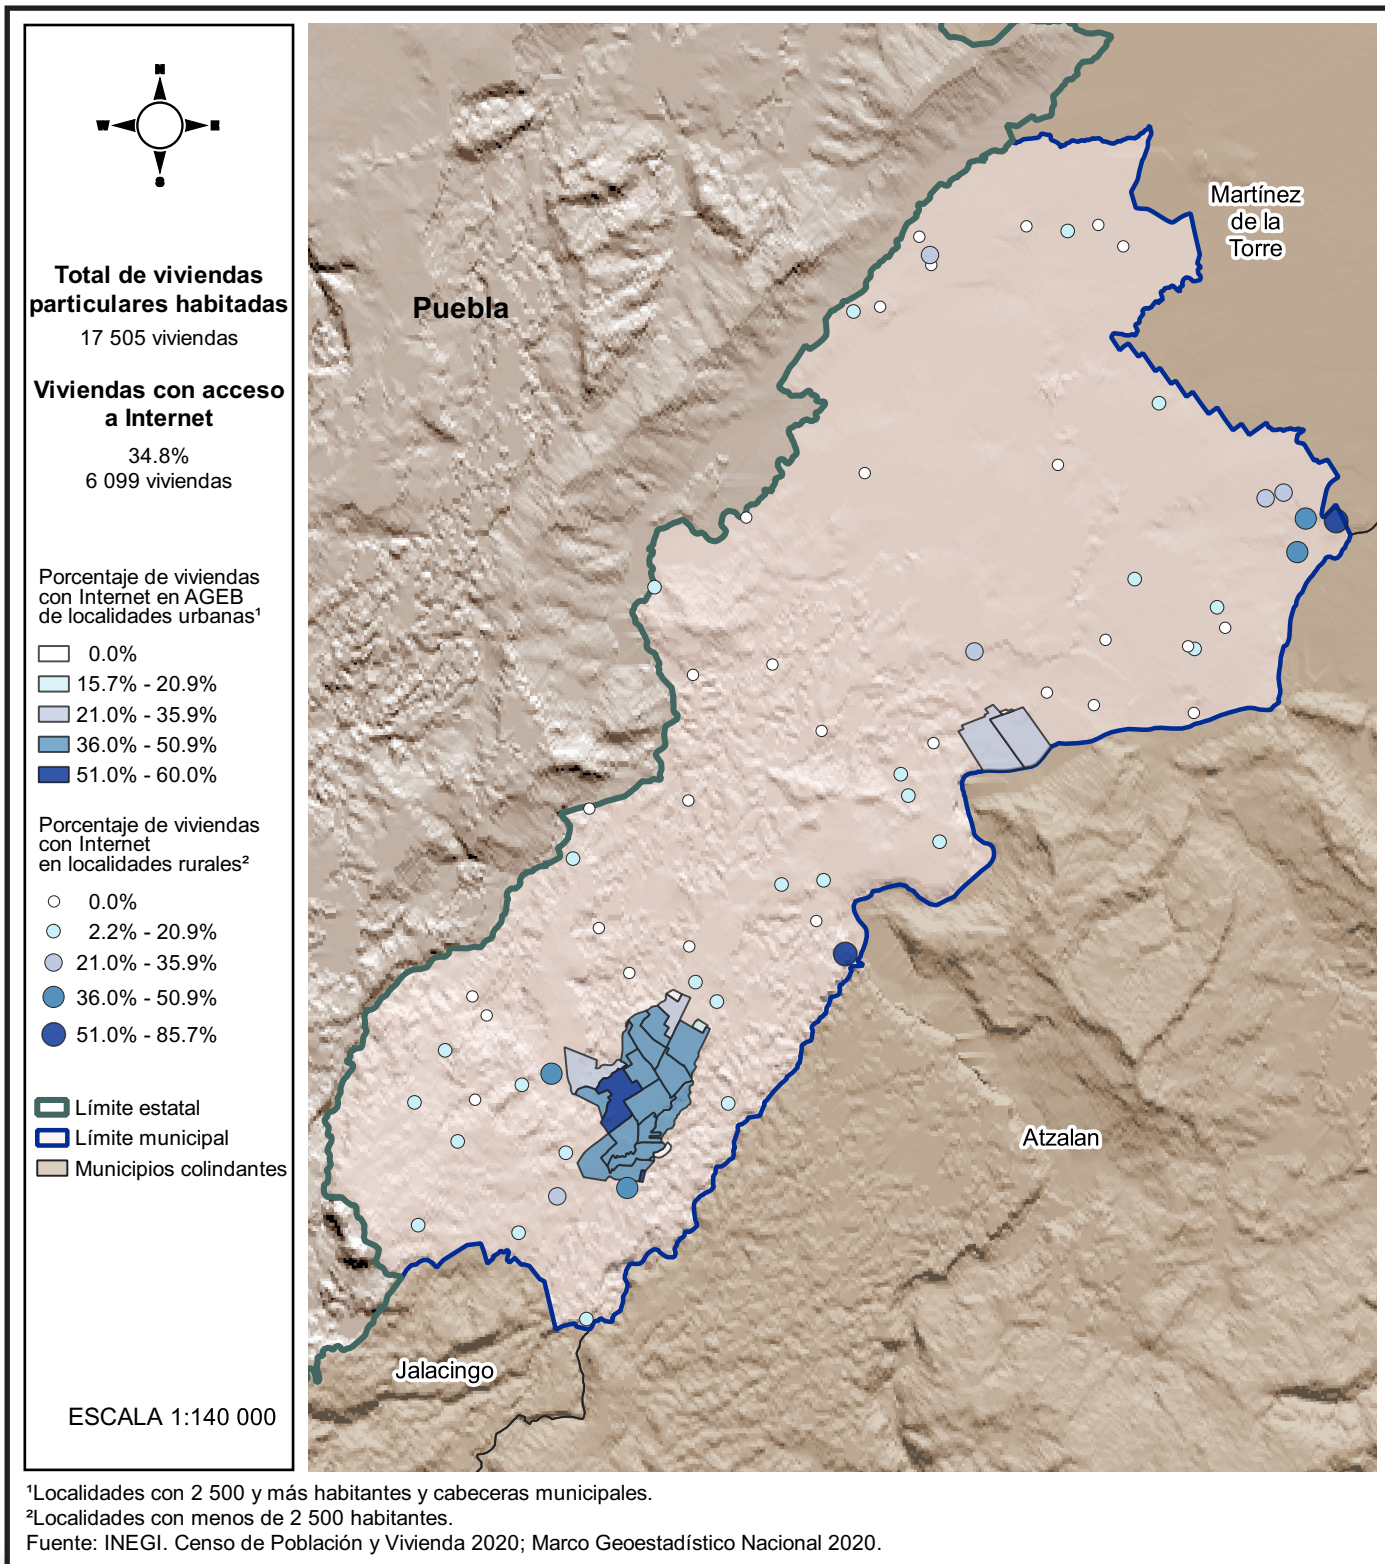 N
W
E
S
Total de viviendas
particulares habitadas
17 505 viviendas
Viviendas con acceso
a Internet
34.8%
6 099 viviendas
Porcentaje de viviendas
con Internet en AGEB
de localidades urbanas¹
0.0%
15.7% - 20.9%
21.0% - 35.9%
36.0% - 50.9%
51.0% - 60.0%
Porcentaje de viviendas
con Internet
en localidades rurales²
0.0%
2.2% - 20.9%
21.0% - 35.9%
36.0% - 50.9%
51.0% - 85.7%
Límite estatal
Límite municipal
Municipios colindantes
ESCALA 1:140 000
Martínez
de la
Torre
Puebla
Atzalan
Jalacingo
¹Localidades con 2 500 y más habitantes y cabeceras municipales.
²Localidades con menos de 2 500 habitantes.
Fuente: INEGI. Censo de Población y Vivienda 2020; Marco Geoestadístico Nacional 2020.